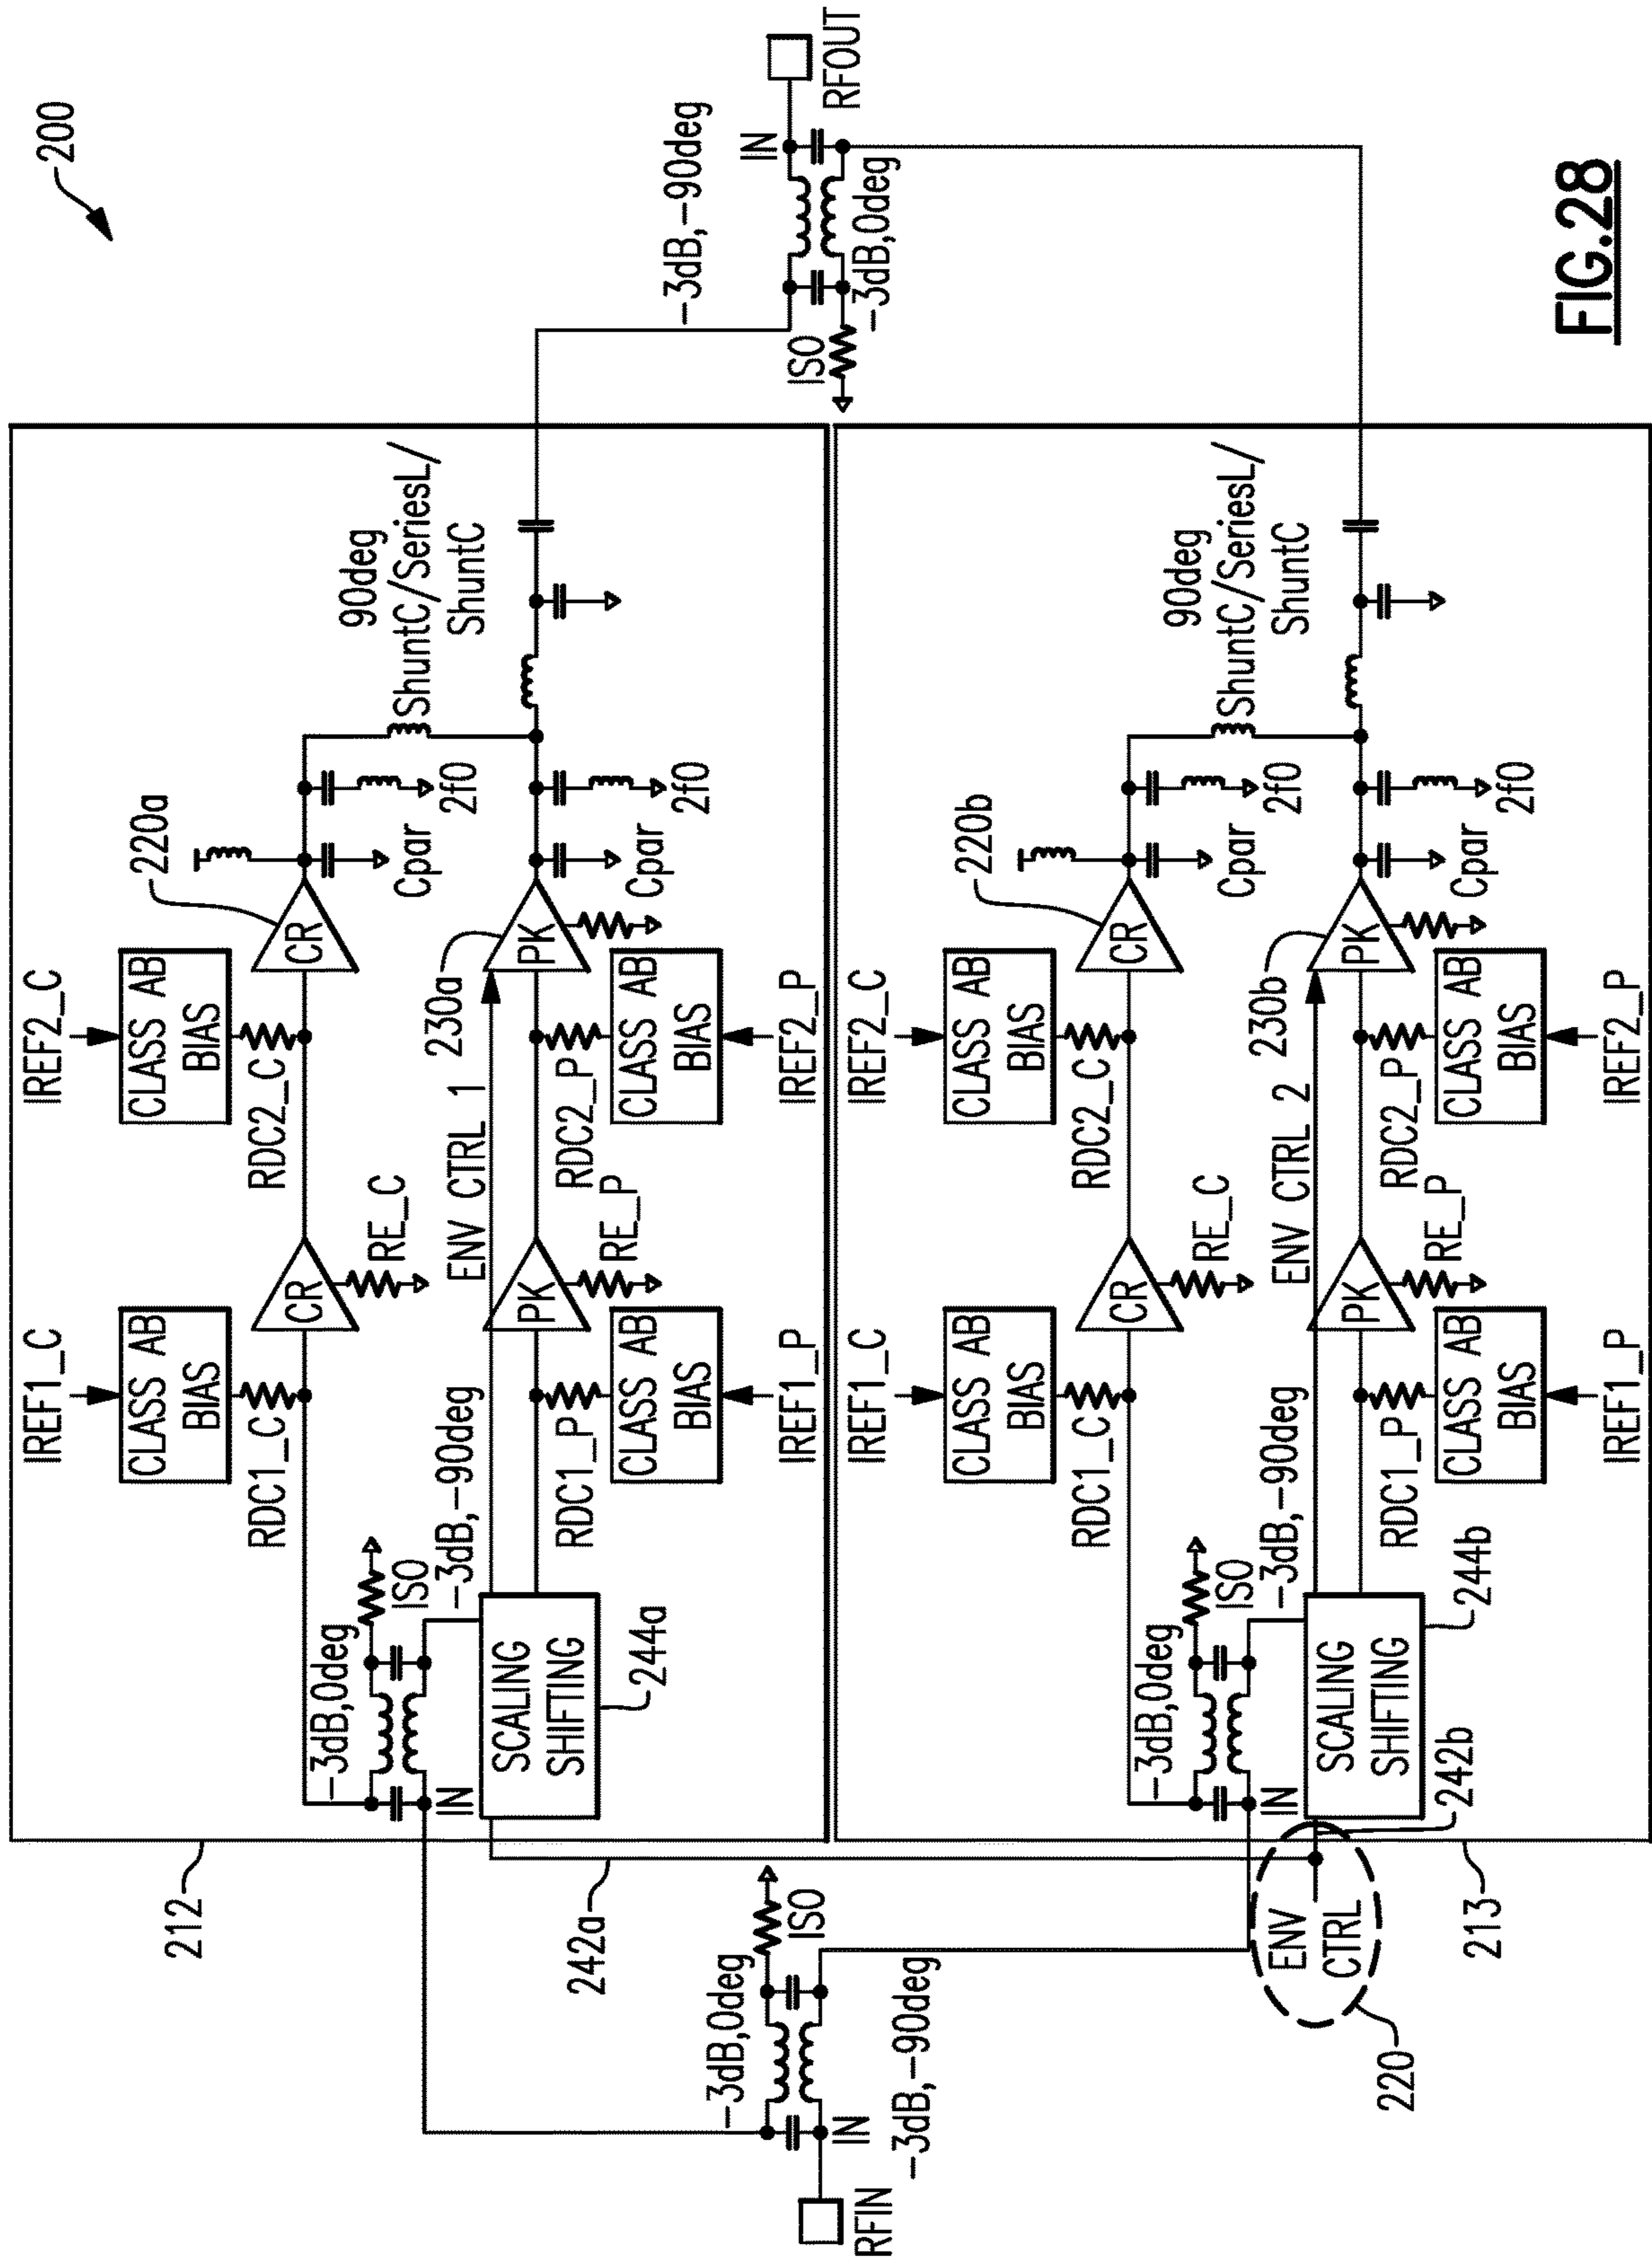 200
212
IREF1_C
IREF2_C
CLASS AB
BIAS
CLASS AB
BIAS
RDC1_C
RDC2_C
220a
CR
CR
RE_C
Cpar
2f0
90deg
ShuntC/SeriesL/
ShuntC
-3dB,0deg
ISO
IN
-3dB,-90deg
SCALING
SHIFTING
244a
ENV CTRL 1
230a
PK
PK
RE_P
Cpar
2f0
RDC1_P
RDC2_P
CLASS AB
BIAS
CLASS AB
BIAS
IREF1_P
IREF2_P
242a
-3dB,-90deg
IN
RFOUT
ISO
-3dB,0deg
-3dB,0deg
ISO
IN
RFIN
-3dB,-90deg
IREF1_C
IREF2_C
CLASS AB
BIAS
CLASS AB
BIAS
RDC1_C
RDC2_C
220b
CR
CR
RE_C
Cpar
2f0
90deg
ShuntC/SeriesL/
ShuntC
-3dB,0deg
ISO
IN
-3dB,-90deg
ENV
CTRL
220
242b
SCALING
SHIFTING
244b
ENV CTRL 2
230b
PK
PK
RE_P
Cpar
2f0
RDC1_P
RDC2_P
CLASS AB
BIAS
CLASS AB
BIAS
IREF1_P
IREF2_P
213
FIG.28